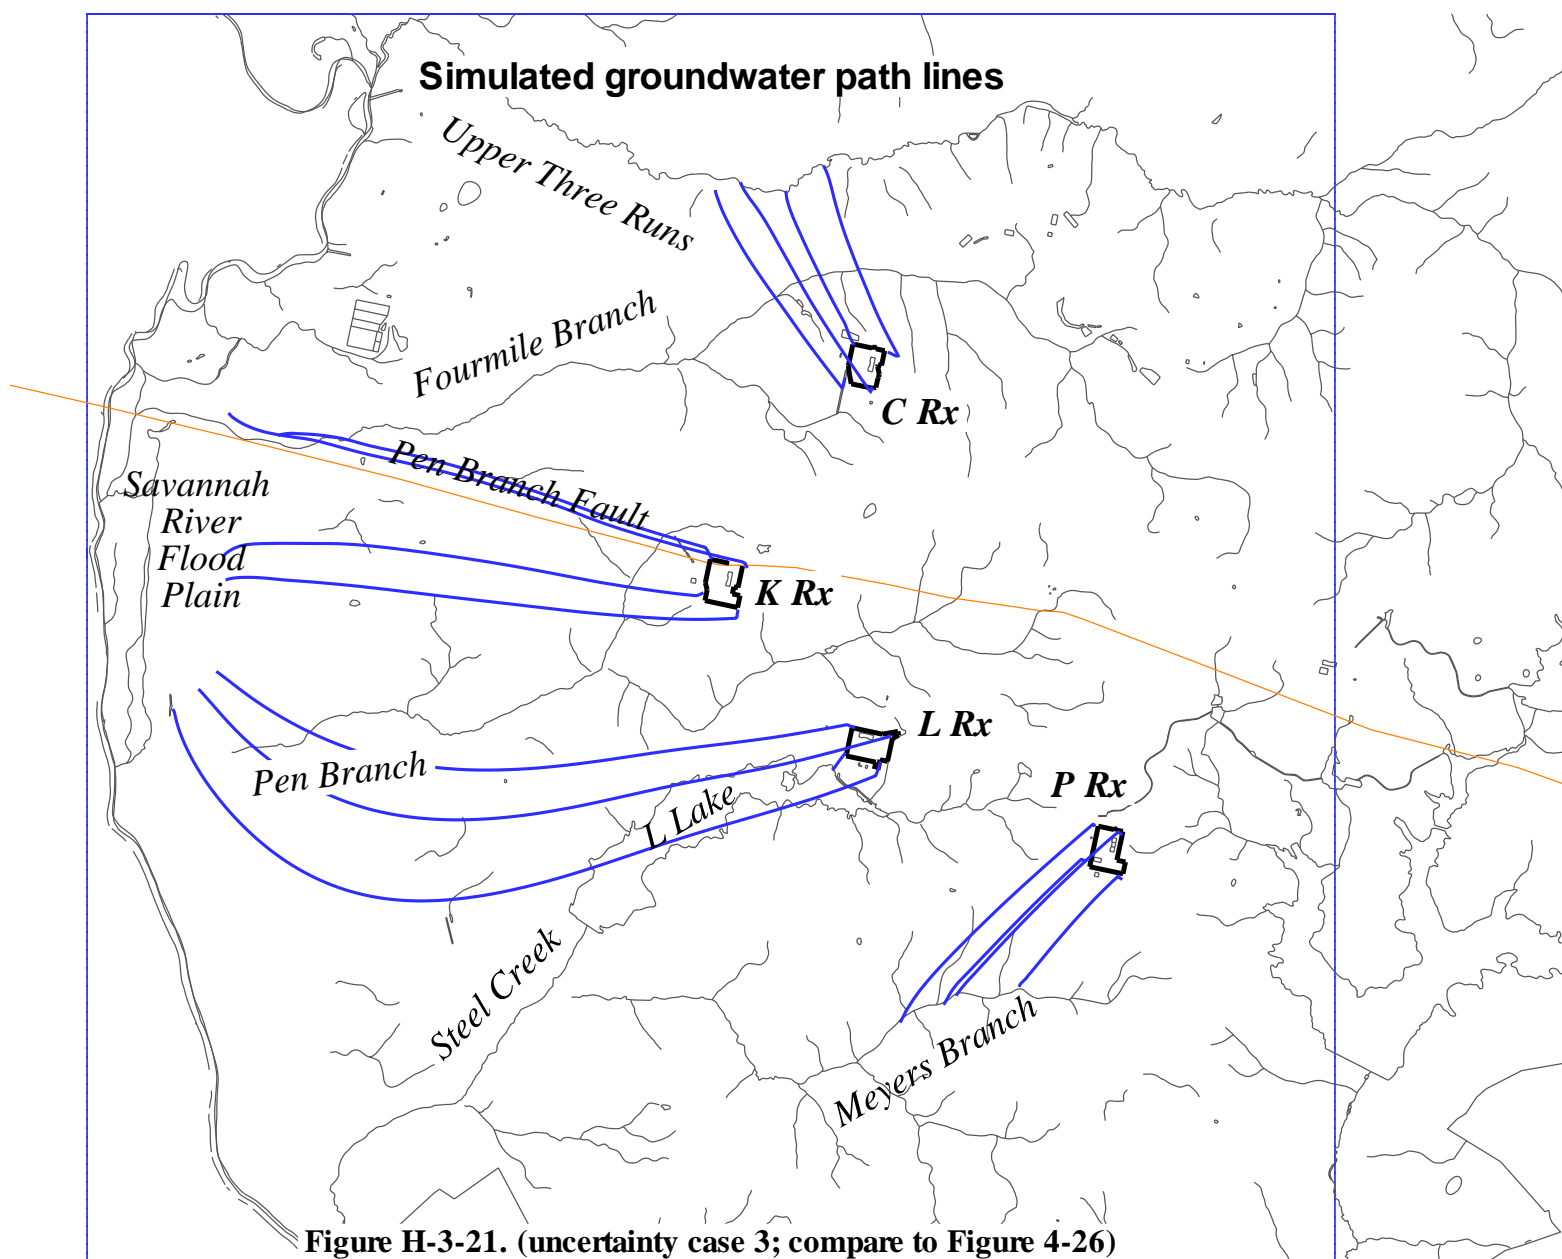 Simulated groundwater path lines
Upper Three Runs
Fourmile Branch
C Rx
Pen Branch Fault
Savannah
River
Flood
Plain
K Rx
L Rx
Pen Branch
P Rx
L Lake
Steel Creek
Meyers Branch
Figure H-3-21. (uncertainty case 3; compare to Figure 4-26)